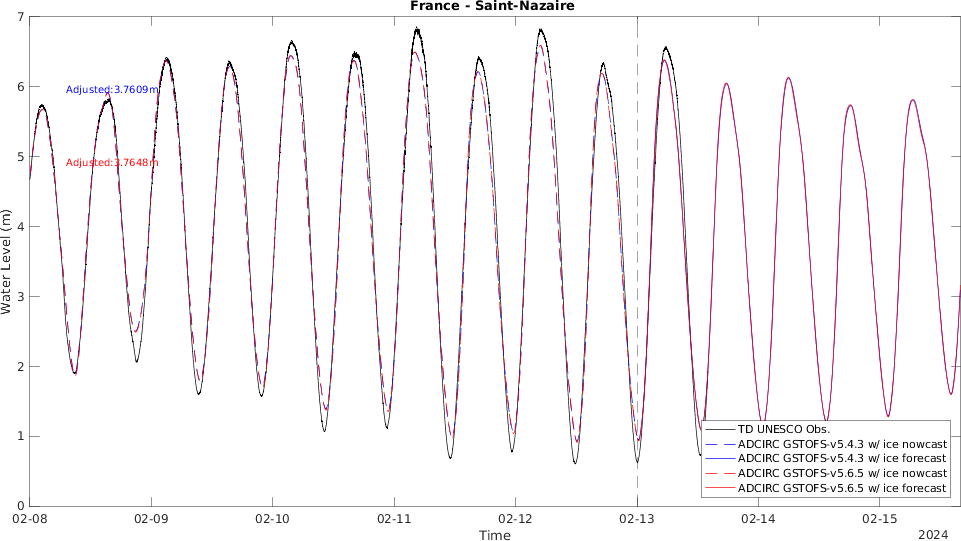 France - Saint-Nazaire
7
6
5
4
3
2
1
0
Water Level (m)
Adjusted:3.7609m
Adjusted:3.7648m
TD UNESCO Obs.
ADCIRC GSTOFS-v5.4.3 w/ ice nowcast
ADCIRC GSTOFS-v5.4.3 w/ ice forecast
ADCIRC GSTOFS-v5.6.5 w/ ice nowcast
ADCIRC GSTOFS-v5.6.5 w/ ice forecast
02-08 02-09 02-10 02-11 02-12 02-13 02-14 02-15
Time
2024